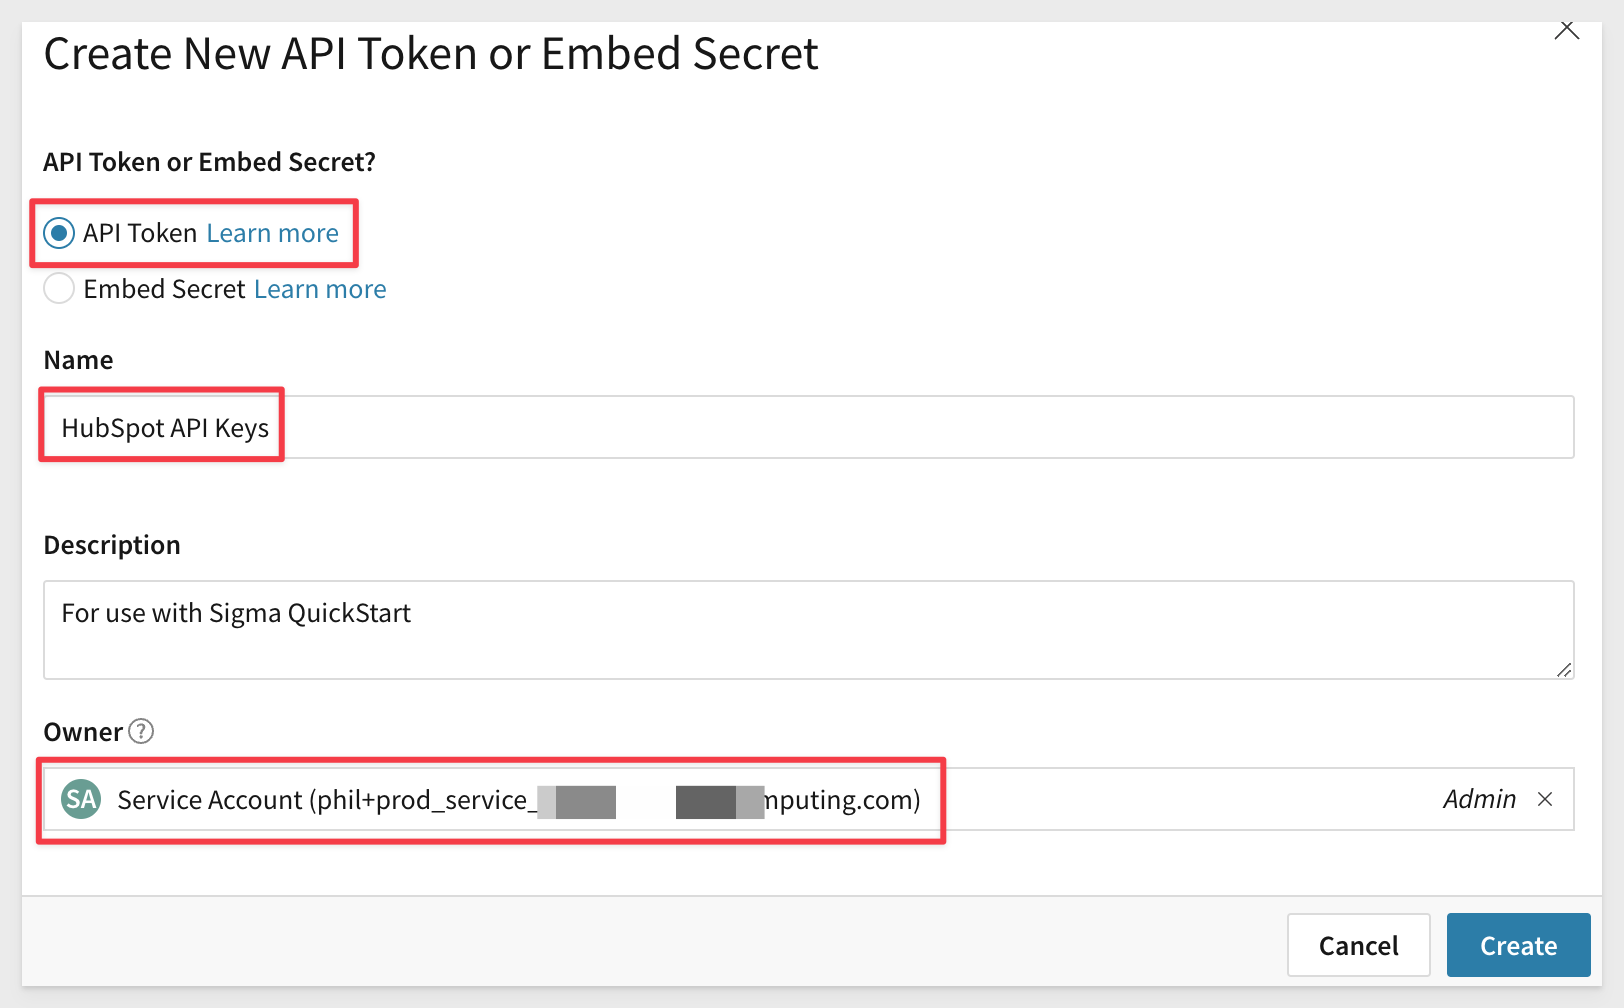 Create New API Token or Embed Secret
API Token or Embed Secret?
API Token Learn more
Embed Secret Learn more
Name
HubSpot API Keys
Description
For use with Sigma QuickStart
Owner ?
SA Service Account (phil+prod_service_ mputing.com) Admin
Cancel Create